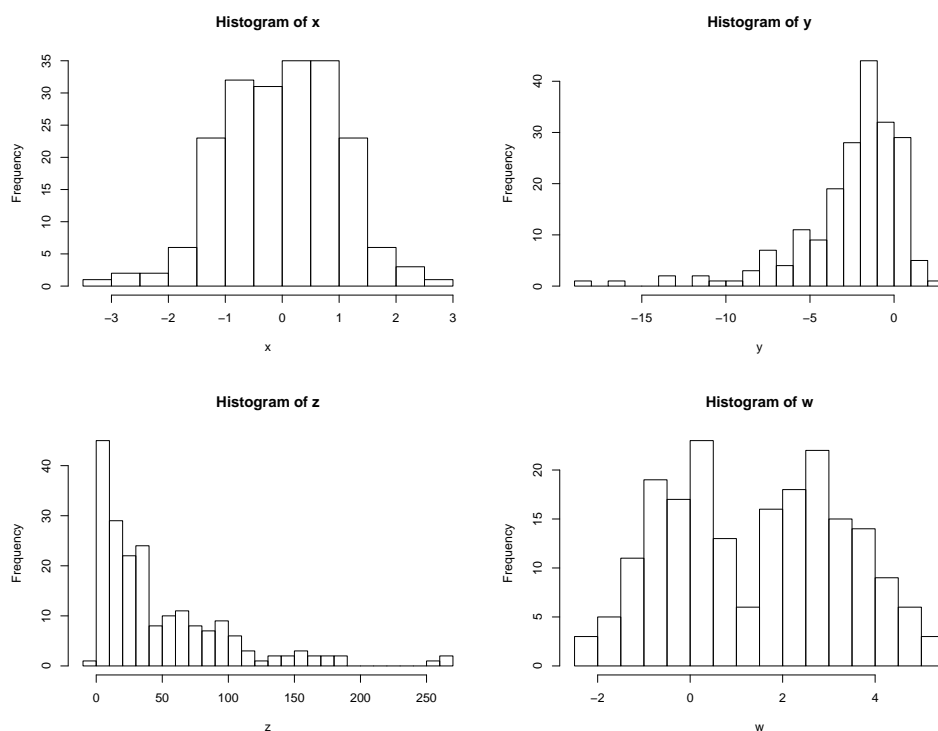 Histogram of x
Frequency
35
30
25
20
15
10
5
0
−3 −2 −1 0 1 2 3
x
Histogram of y
Frequency
40
30
20
10
0
−15 −10 −5 0
y
Histogram of z
Frequency
40
30
20
10
0
0 50 100 150 200 250
z
Histogram of w
Frequency
20
15
10
5
0
−2 0 2 4
w